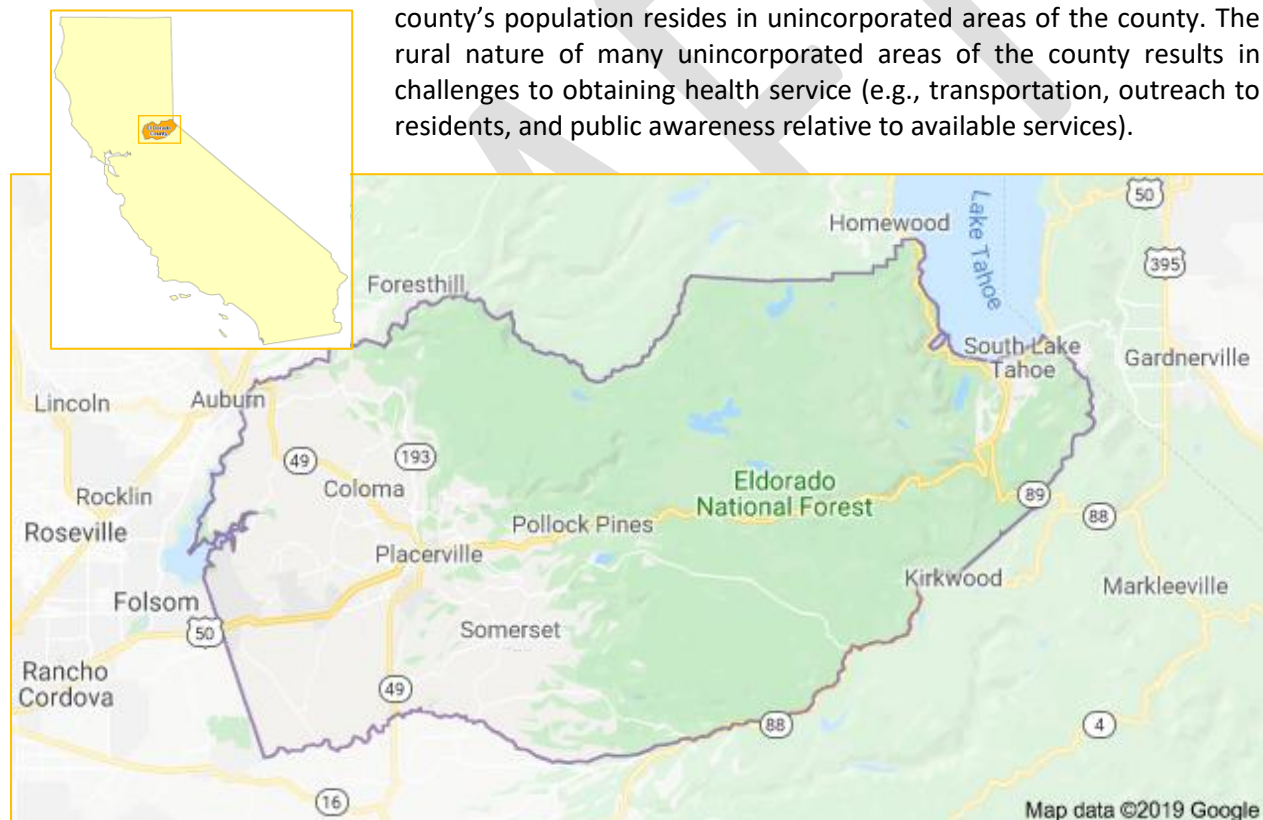 county's population resides in unincorporated areas of the county. The
rural nature of many unincorporated areas of the county results in
challenges to obtaining health service (e.g., transportation, outreach to
residents, and public awareness relative to available services).
El Dorado
County
50
Homewood
Lake Tahoe
395
Foresthill
South Lake
Tahoe
Gardnerville
Lincoln
Auburn
49
193
Rocklin
Coloma
Eldorado
National Forest
89
88
Roseville
Pollock Pines
Placerville
Kirkwood
Markleeville
Folsom
50
Somerset
Rancho
Cordova
49
88
4
16
Map data ©2019 Google